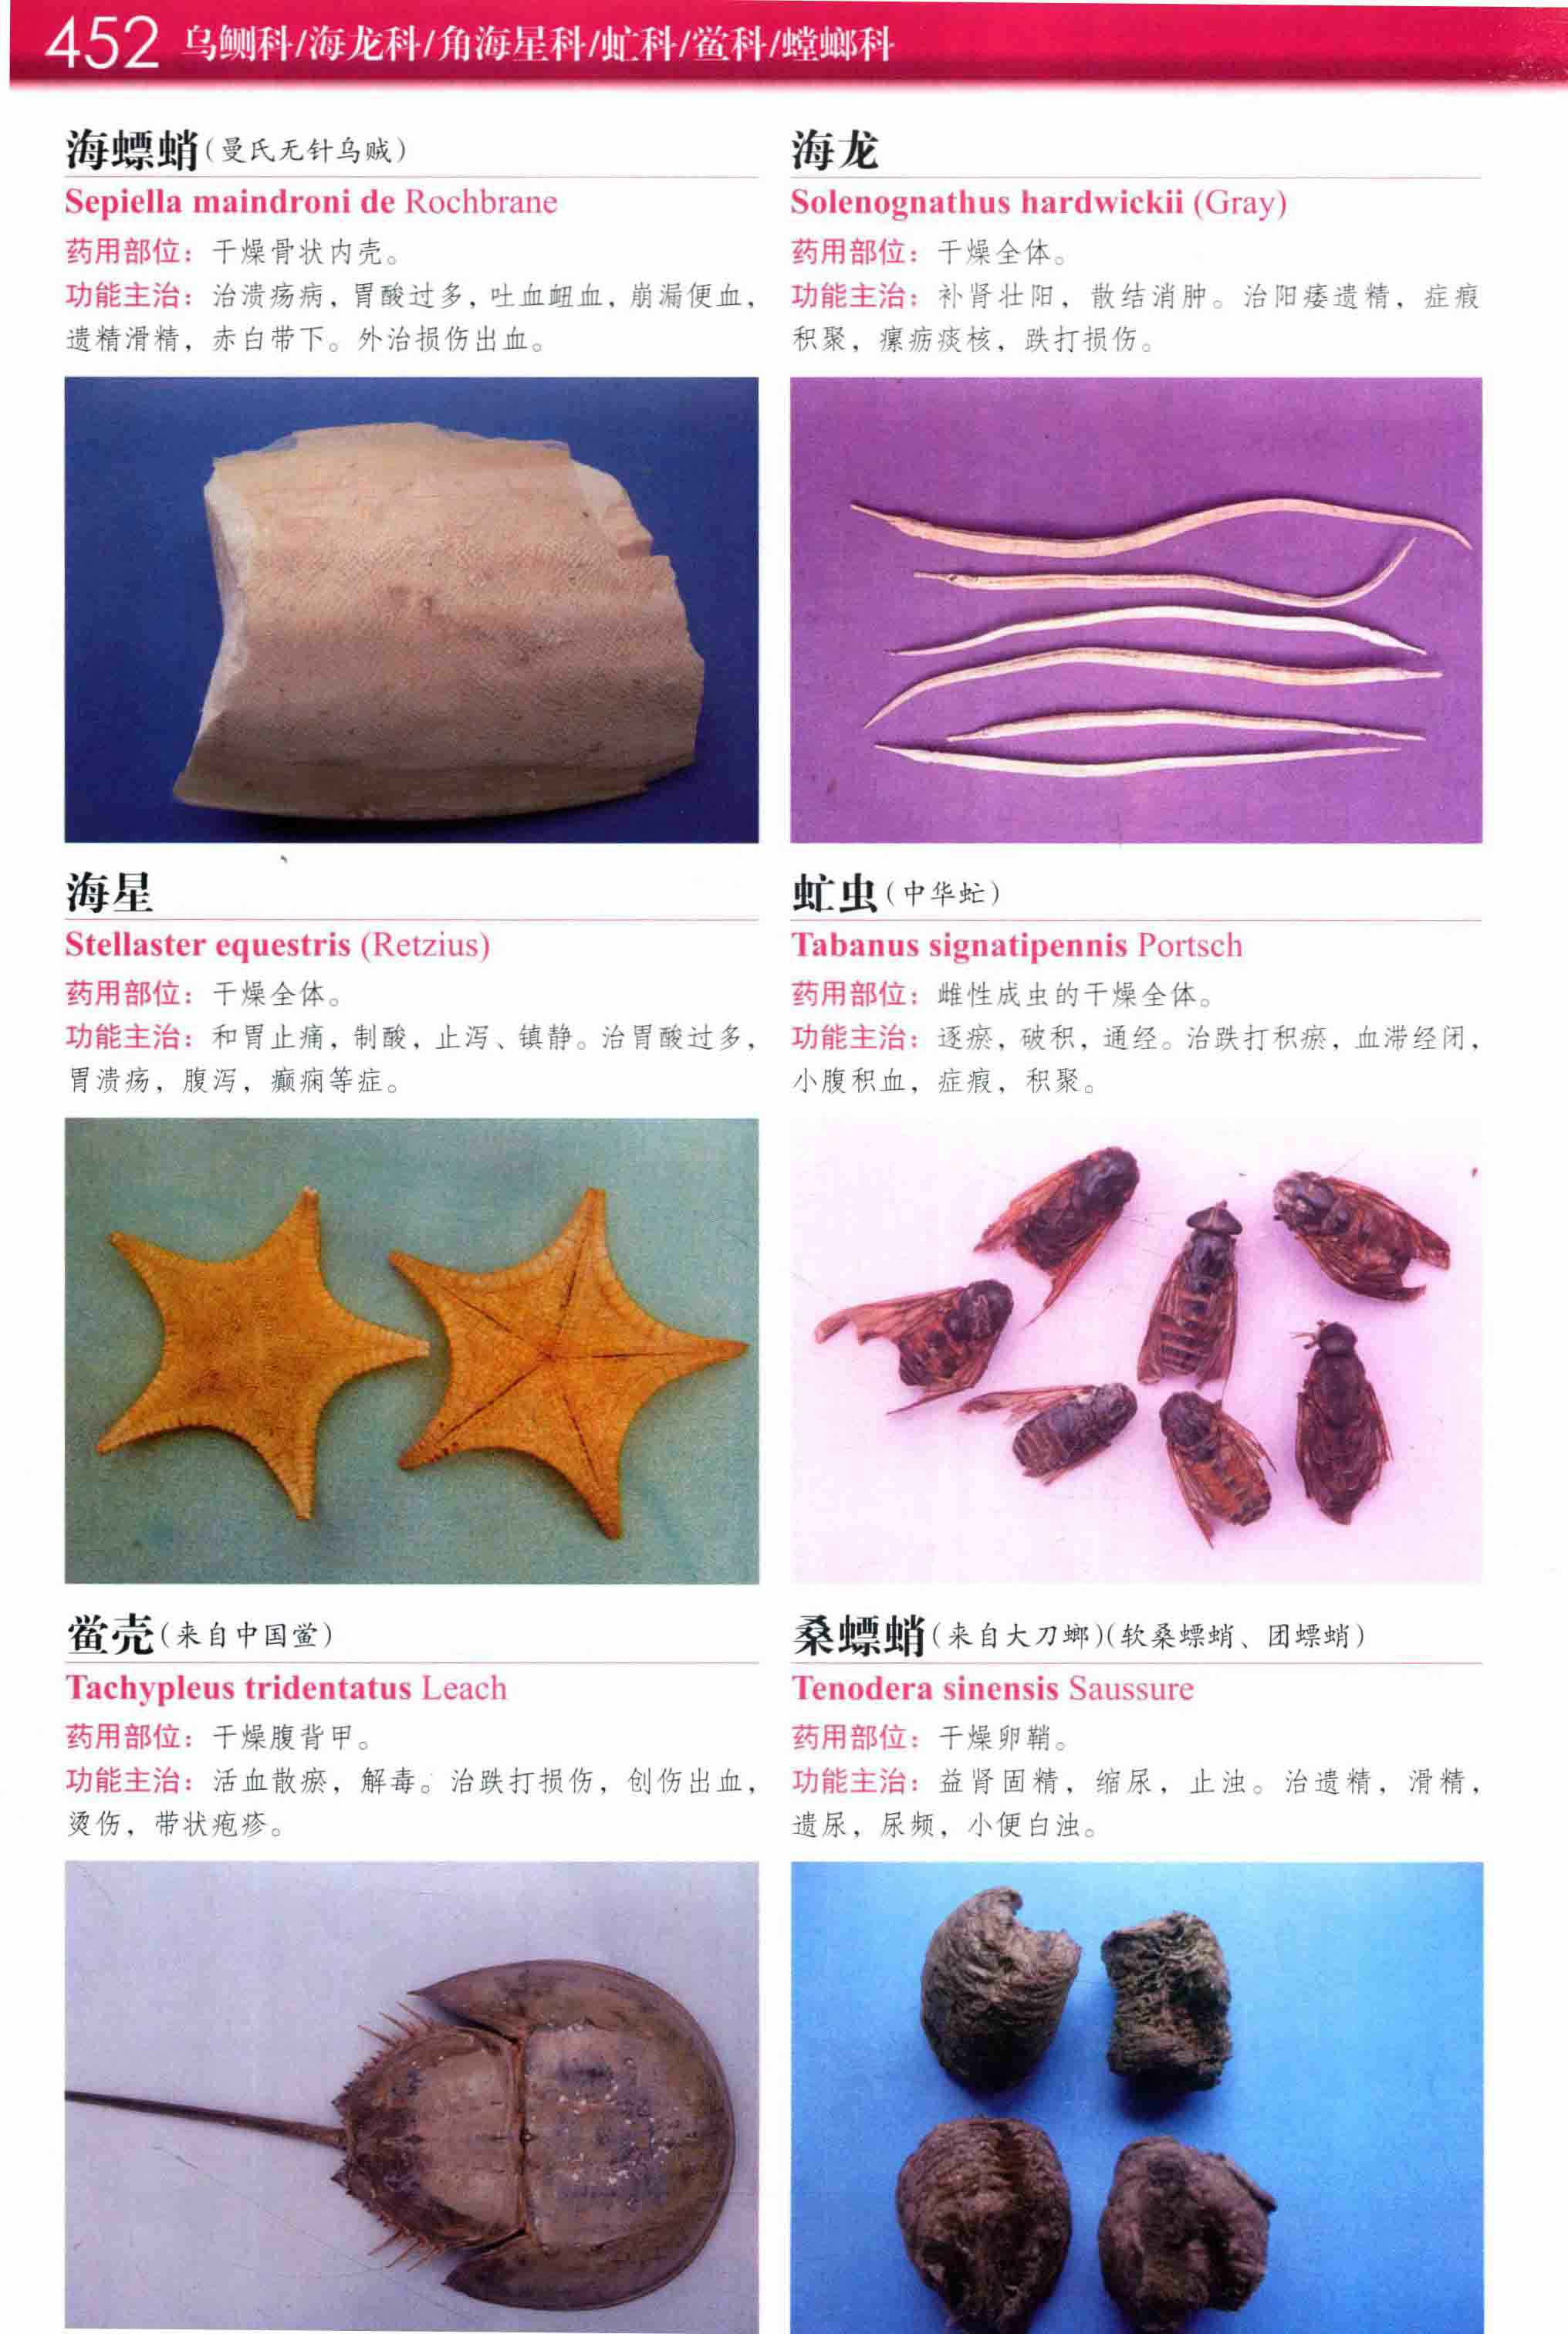 452 乌鲗科/海龙科/角海星科/虻科/鲎科/螳螂科
海螵蛸(曼氏无针乌贼)
Sepiella maindroni de Rochbrane
药用部位：干燥骨状内壳。
功能主治：治溃疡病，胃酸过多，吐血衄血，崩漏便血，
遗精滑精，赤白带下。外治损伤出血。
海龙
Solenognathus hardwickii (Gray)
药用部位：干燥全体。
功能主治：补肾壮阳，散结消肿。治阳痿遗精，症瘕
积聚，瘰疬痰核，跌打损伤。
海星
Stellaster equestris (Retzius)
药用部位：干燥全体。
功能主治：和胃止痛，制酸，止泻、镇静。治胃酸过多，
胃溃疡，腹泻，癫痫等症。
虻虫(中华虻)
Tabanus signatipennis Portsch
药用部位：雌性成虫的干燥全体。
功能主治：逐瘀，破积，通经。治跌打积瘀，血滞经闭，
小腹积血，症瘕，积聚。
鲎壳(来自中国鲎)
Tachypleus tridentatus Leach
药用部位：干燥腹背甲。
功能主治：活血散瘀，解毒。治跌打损伤，创伤出血，
烫伤，带状疱疹。
桑螵蛸(来自大刀螂)(软桑螵蛸、团螵蛸)
Tenodera sinensis Saussure
药用部位：干燥卵鞘。
功能主治：益肾固精，缩尿，止浊。治遗精，滑精，
遗尿，尿频，小便白浊。